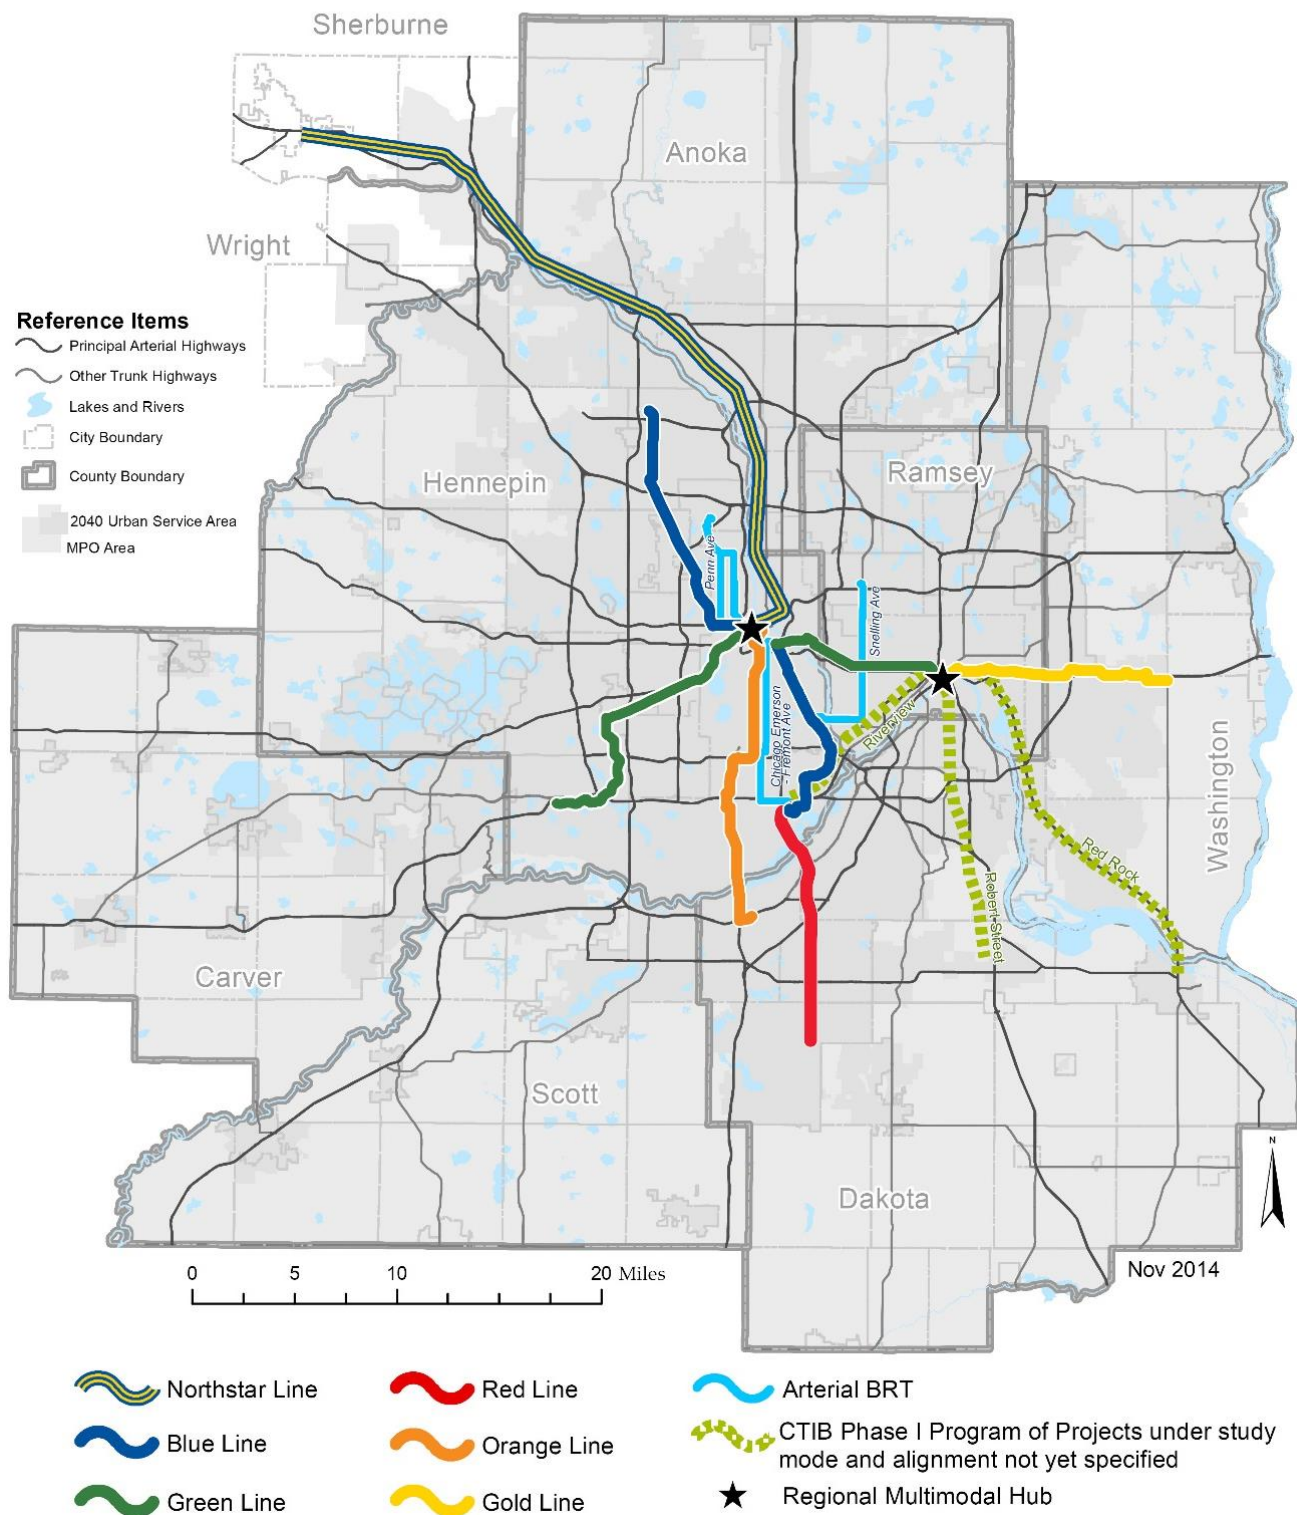 Sherburne
Anoka
Wright
Reference Items
Principal Arterial Highways
Other Trunk Highways
Lakes and Rivers
City Boundary
County Boundary
2040 Urban Service Area
MPO Area
Hennepin
Ramsey
Penn Ave
Snelling Ave
Chicago Emerson
- Fremont Ave
Riverview
Washington
Red Rock
Robert Street
Carver
Scott
Dakota
N
Nov 2014
0 5 10 20 Miles
Northstar Line
Blue Line
Green Line
Red Line
Orange Line
Gold Line
Arterial BRT
CTIB Phase I Program of Projects under study
mode and alignment not yet specified
Regional Multimodal Hub